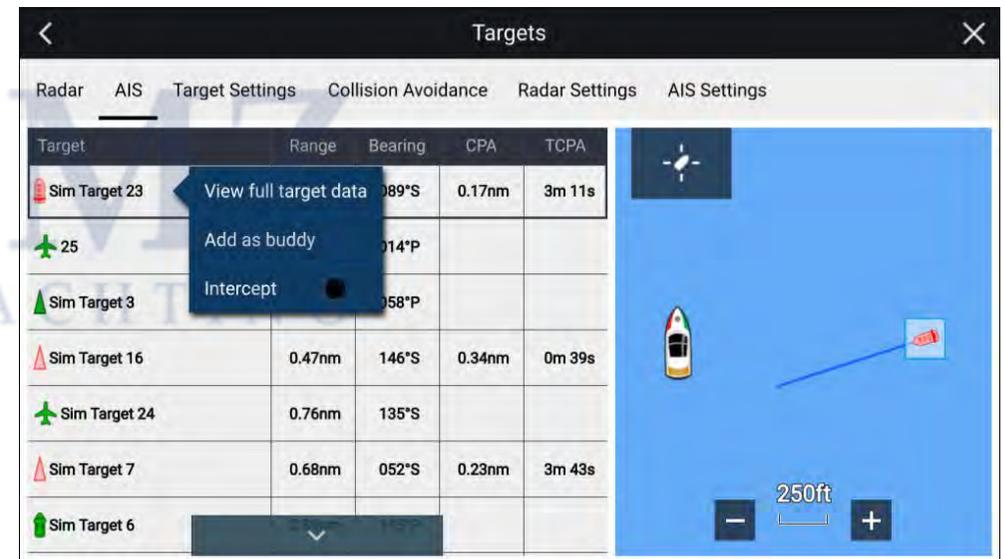 Targets
Radar AIS Target Settings Collision Avoidance Radar Settings AIS Settings
Target Range Bearing CPA TCPA
Sim Target 23 089°S 0.17nm 3m 11s
View full target data
25 014°P
Add as buddy
Sim Target 3 058°P
Intercept
Sim Target 16 0.47nm 146°S 0.34nm 0m 39s
Sim Target 24 0.76nm 135°S
Sim Target 7 0.68nm 052°S 0.23nm 3m 43s
Sim Target 6
250ft